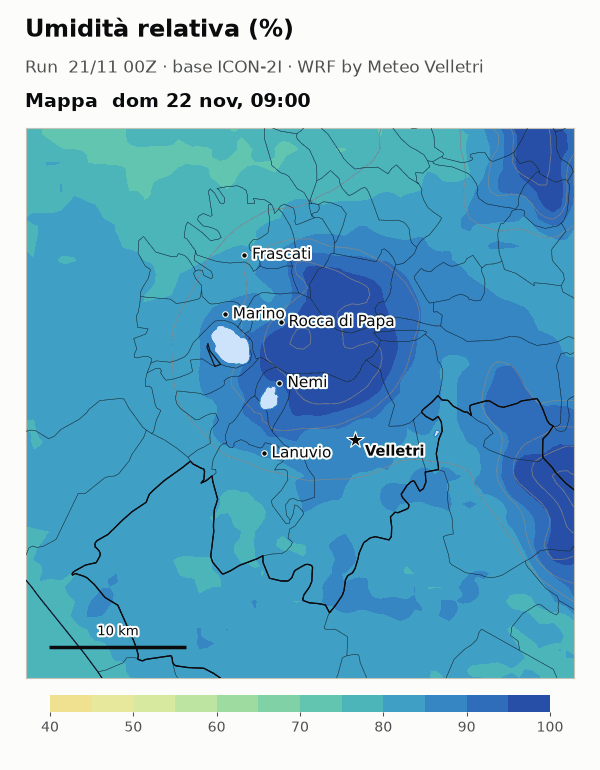 Umidità relativa (%)
Run  21/11 00Z · base ICON-2I · WRF by Meteo Velletri
Mappa  dom 22 nov, 09:00
Frascati
Marino
Rocca di Papa
Nemi
Velletri
Lanuvio
10 km
40 50 60 70 80 90 100